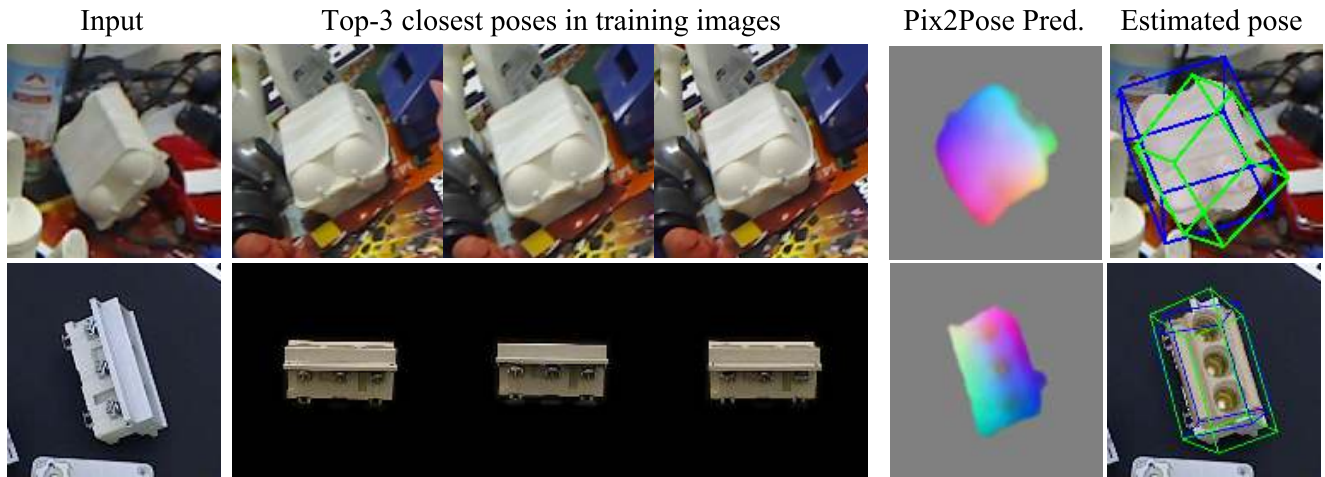 Input
Top-3 closest poses in training images
Pix2Pose Pred.
Estimated pose